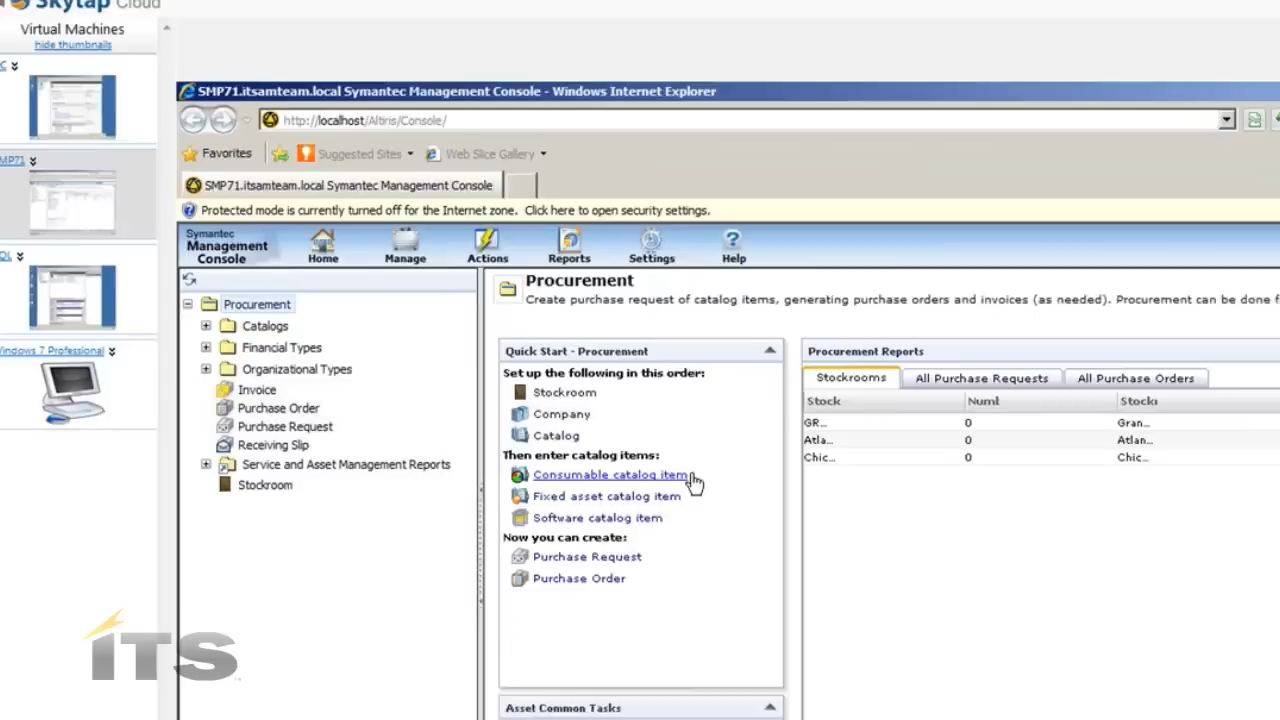 Skytap Cloud
Virtual Machines
hide thumbnails
C
MP71
OL
indows 7 Professional
SMP71.itsamteam.local Symantec Management Console - Windows Internet Explorer
http://localhost/Altiris/Console/
Favorites
Suggested Sites
Web Slice Gallery
SMP71.itsamteam.local Symantec Management Console
Protected mode is currently turned off for the Internet zone. Click here to open security settings.
Symantec
Management
Console
Home
Manage
Actions
Reports
Settings
Help
Procurement
Catalogs
Financial Types
Organizational Types
Invoice
Purchase Order
Purchase Request
Receiving Slip
Service and Asset Management Reports
Stockroom
Procurement
Create purchase request of catalog items, generating purchase orders and invoices (as needed). Procurement can be done f
Quick Start - Procurement
Set up the following in this order:
Stockroom
Company
Catalog
Then enter catalog items:
Consumable catalog item
Fixed asset catalog item
Software catalog item
Now you can create:
Purchase Request
Purchase Order
Asset Common Tasks
Procurement Reports
Stockrooms
All Purchase Requests
All Purchase Orders
Stock Numb Stock
GR... 0 Gran...
Atla... 0 Atlan...
Chic... 0 Chic...
iTS